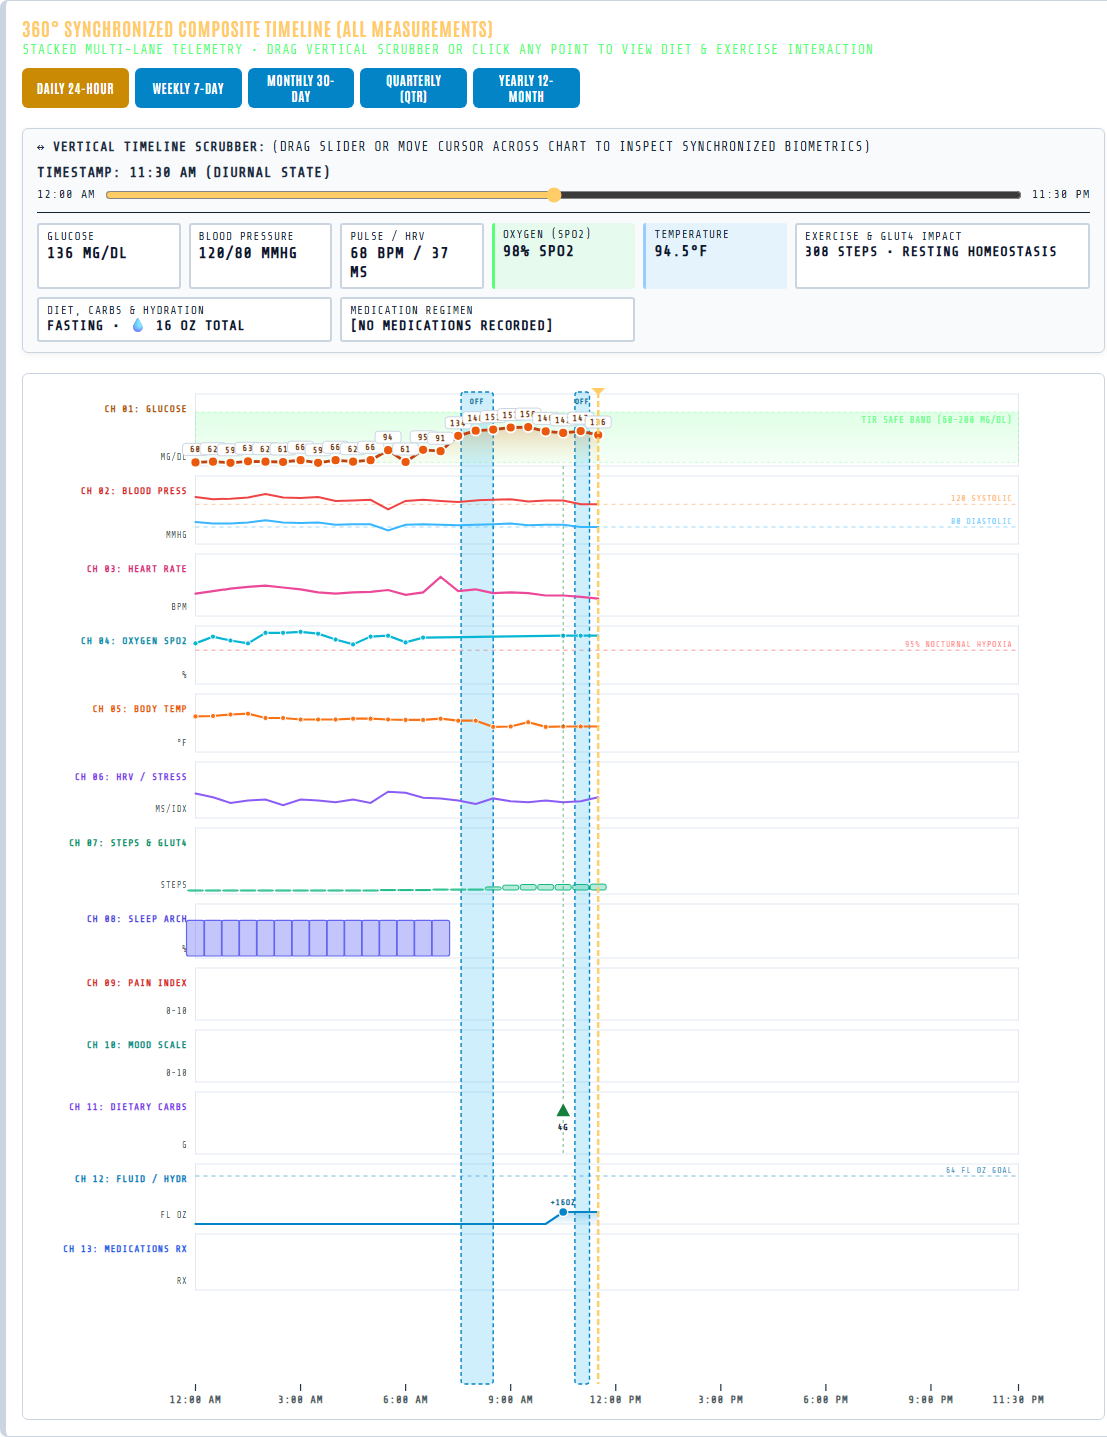 360° SYNCHRONIZED COMPOSITE TIMELINE (ALL MEASUREMENTS)
STACKED MULTI-LANE TELEMETRY · DRAG VERTICAL SCRUBBER OR CLICK ANY POINT TO VIEW DIET & EXERCISE INTERACTION
DAILY 24-HOUR
WEEKLY 7-DAY
MONTHLY 30-
DAY
QUARTERLY
(QTR)
YEARLY 12-
MONTH
↔ VERTICAL TIMELINE SCRUBBER: (DRAG SLIDER OR MOVE CURSOR ACROSS CHART TO INSPECT SYNCHRONIZED BIOMETRICS)
TIMESTAMP: 11:30 AM (DIURNAL STATE)
12:00 AM 11:30 PM
GLUCOSE
136 MG/DL
BLOOD PRESSURE
120/80 MMHG
PULSE / HRV
68 BPM / 37
MS
OXYGEN (SPO2)
98% SPO2
TEMPERATURE
94.5°F
EXERCISE & GLUT4 IMPACT
308 STEPS · RESTING HOMEOSTASIS
DIET, CARBS & HYDRATION
FASTING · 💧 16 OZ TOTAL
MEDICATION REGIMEN
[NO MEDICATIONS RECORDED]
OFF OFF
CH 01: GLUCOSE
TIR SAFE BAND (60-200 MG/DL)
MG/DL
60 62 59 63 62 61 66 59 66 62 66 94 61 95 91 134 150 136
CH 02: BLOOD PRESS
120 SYSTOLIC
80 DIASTOLIC
MMHG
CH 03: HEART RATE
BPM
CH 04: OXYGEN SPO2
95% NOCTURNAL HYPOXIA
%
CH 05: BODY TEMP
°F
CH 06: HRV / STRESS
MS/IDX
CH 07: STEPS & GLUT4
STEPS
CH 08: SLEEP ARCH
%
CH 09: PAIN INDEX
0-10
CH 10: MOOD SCALE
0-10
CH 11: DIETARY CARBS
4G
G
64 FL OZ GOAL
CH 12: FLUID / HYDR
+16OZ
FL OZ
CH 13: MEDICATIONS RX
RX
12:00 AM 3:00 AM 6:00 AM 9:00 AM 12:00 PM 3:00 PM 6:00 PM 9:00 PM 11:30 PM